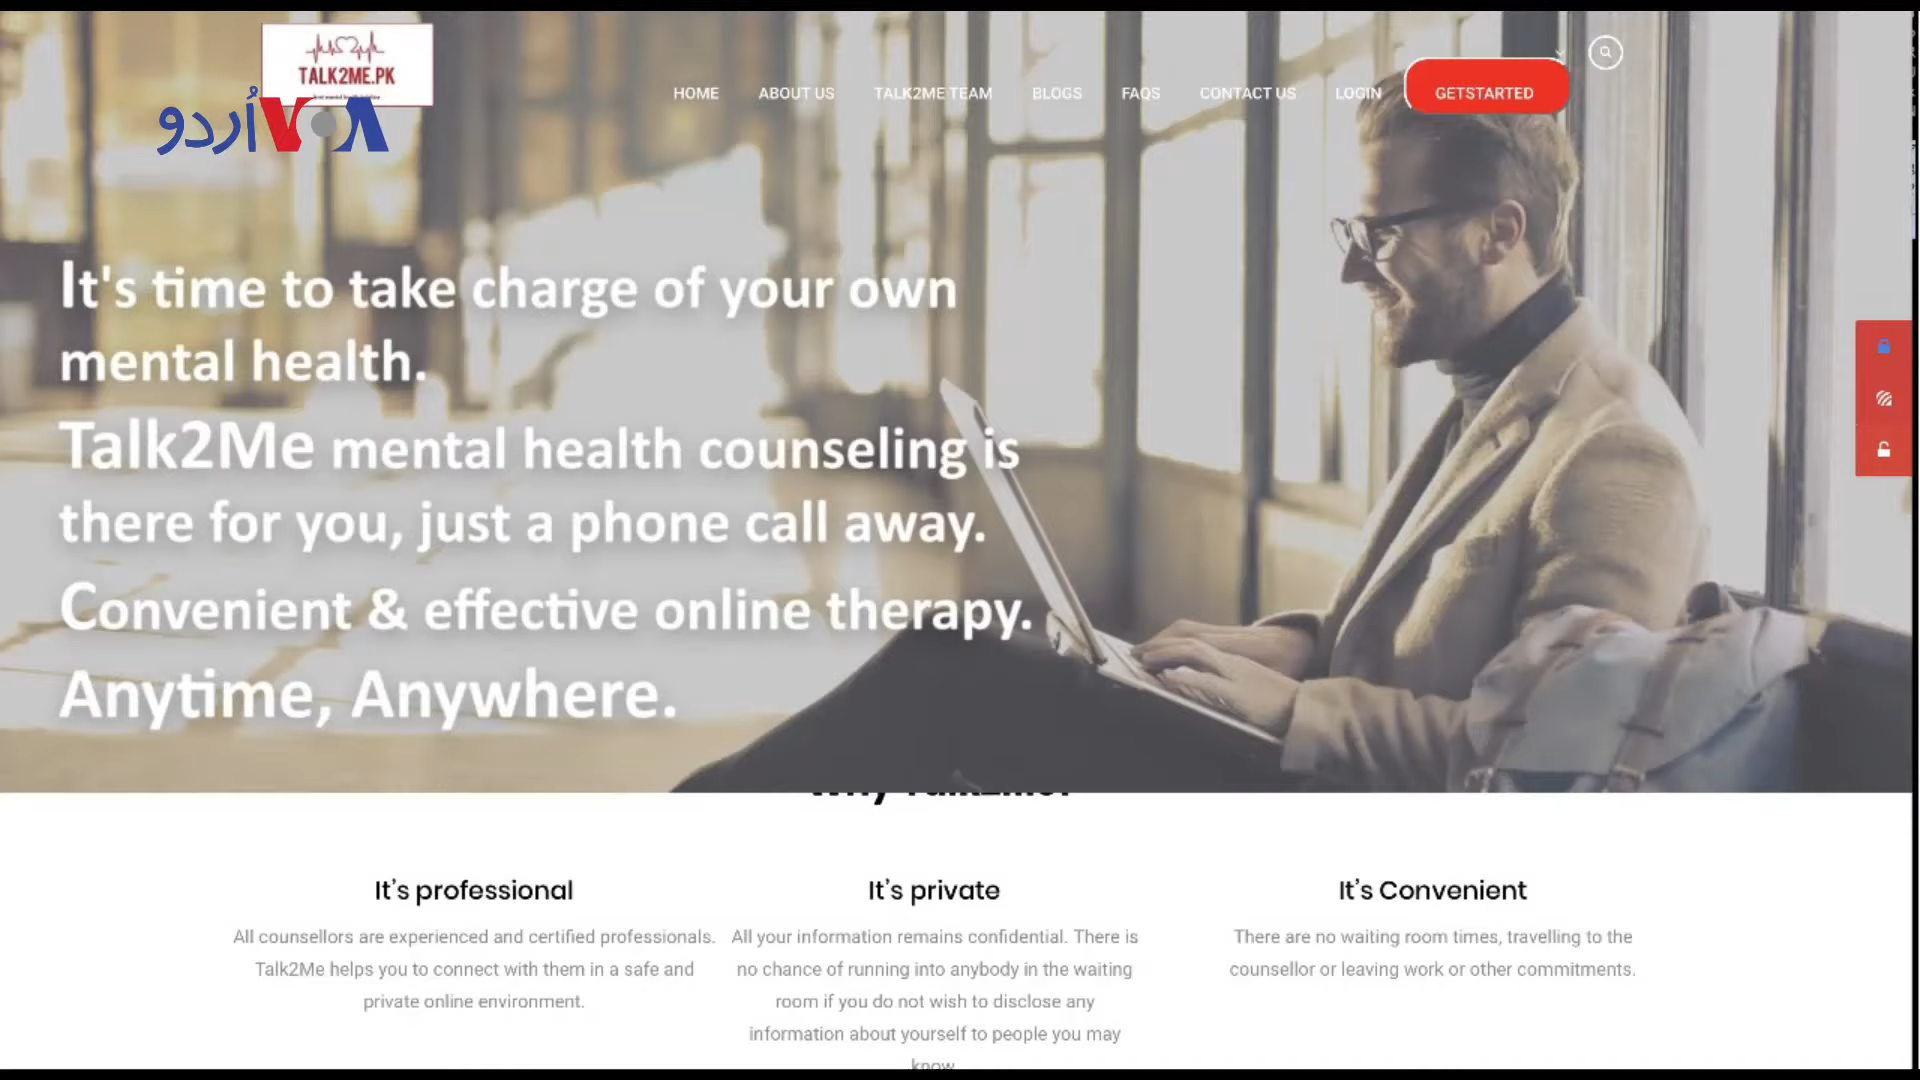 TALK2ME.PK
اُردو VOA
HOME ABOUT US TALK2ME TEAM BLOGS FAQS CONTACT US LOGIN GETSTARTED
It's time to take charge of your own
mental health.
Talk2Me mental health counseling is
there for you, just a phone call away.
Convenient & effective online therapy.
Anytime, Anywhere.
Why Talk2Me?
It's professional
All counsellors are experienced and certified professionals.
Talk2Me helps you to connect with them in a safe and
private online environment.
It's private
All your information remains confidential. There is
no chance of running into anybody in the waiting
room if you do not wish to disclose any
information about yourself to people you may
know
It's Convenient
There are no waiting room times, travelling to the
counsellor or leaving work or other commitments.